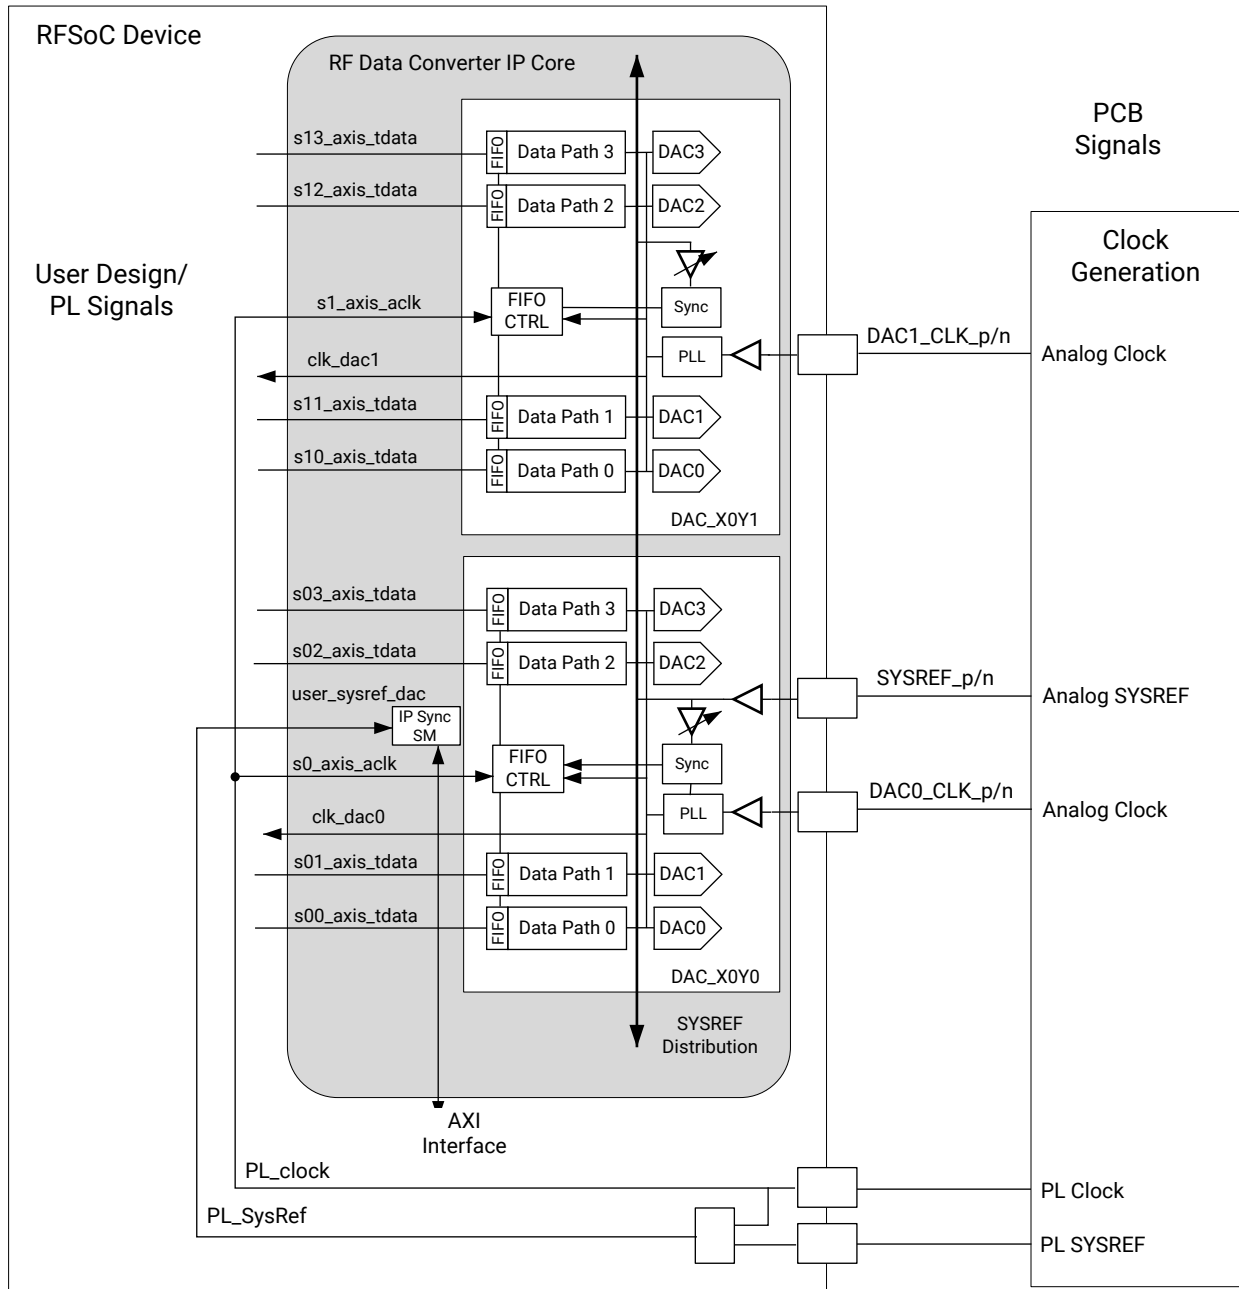 RFSoC Device
RF Data Converter IP Core
PCB
Signals
s13_axis_tdata
FIFO
Data Path 3
DAC3
s12_axis_tdata
FIFO
Data Path 2
DAC2
User Design/
PL Signals
Clock
Generation
s1_axis_aclk
FIFO
CTRL
Sync
DAC1_CLK_p/n
Analog Clock
clk_dac1
PLL
s11_axis_tdata
FIFO
Data Path 1
DAC1
s10_axis_tdata
FIFO
Data Path 0
DAC0
DAC_X0Y1
s03_axis_tdata
FIFO
Data Path 3
DAC3
s02_axis_tdata
FIFO
Data Path 2
DAC2
user_sysref_dac
IP Sync
SM
SYSREF_p/n
Analog SYSREF
s0_axis_aclk
FIFO
CTRL
Sync
DAC0_CLK_p/n
Analog Clock
clk_dac0
PLL
s01_axis_tdata
FIFO
Data Path 1
DAC1
s00_axis_tdata
FIFO
Data Path 0
DAC0
DAC_X0Y0
SYSREF
Distribution
AXI
Interface
PL_clock
PL Clock
PL_SysRef
PL SYSREF